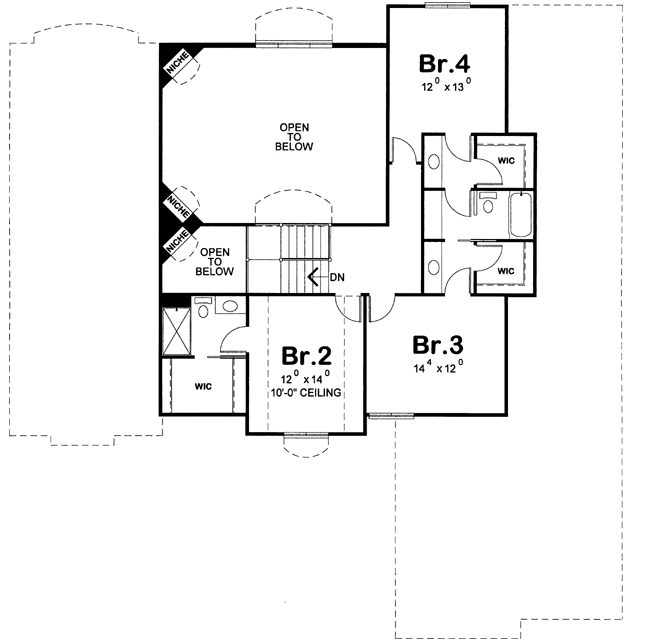 NICHE
Br.4
12⁰ x 13⁰
OPEN
TO
BELOW
WIC
NICHE
NICHE
OPEN
TO
BELOW
DN
WIC
Br.2
12⁰ x 14⁰
10'-0" CEILING
Br.3
14⁴ x 12⁰
WIC